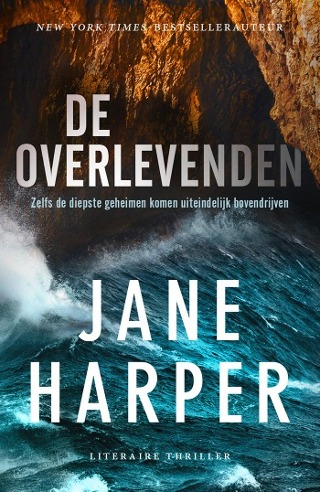 NEW YORK TIMES-BESTSELLERAUTEUR
DE
OVERLEVENDEN
Zelfs de diepste geheimen komen uiteindelijk bovendrijven
JANE
HARPER
LITERAIRE THRILLER